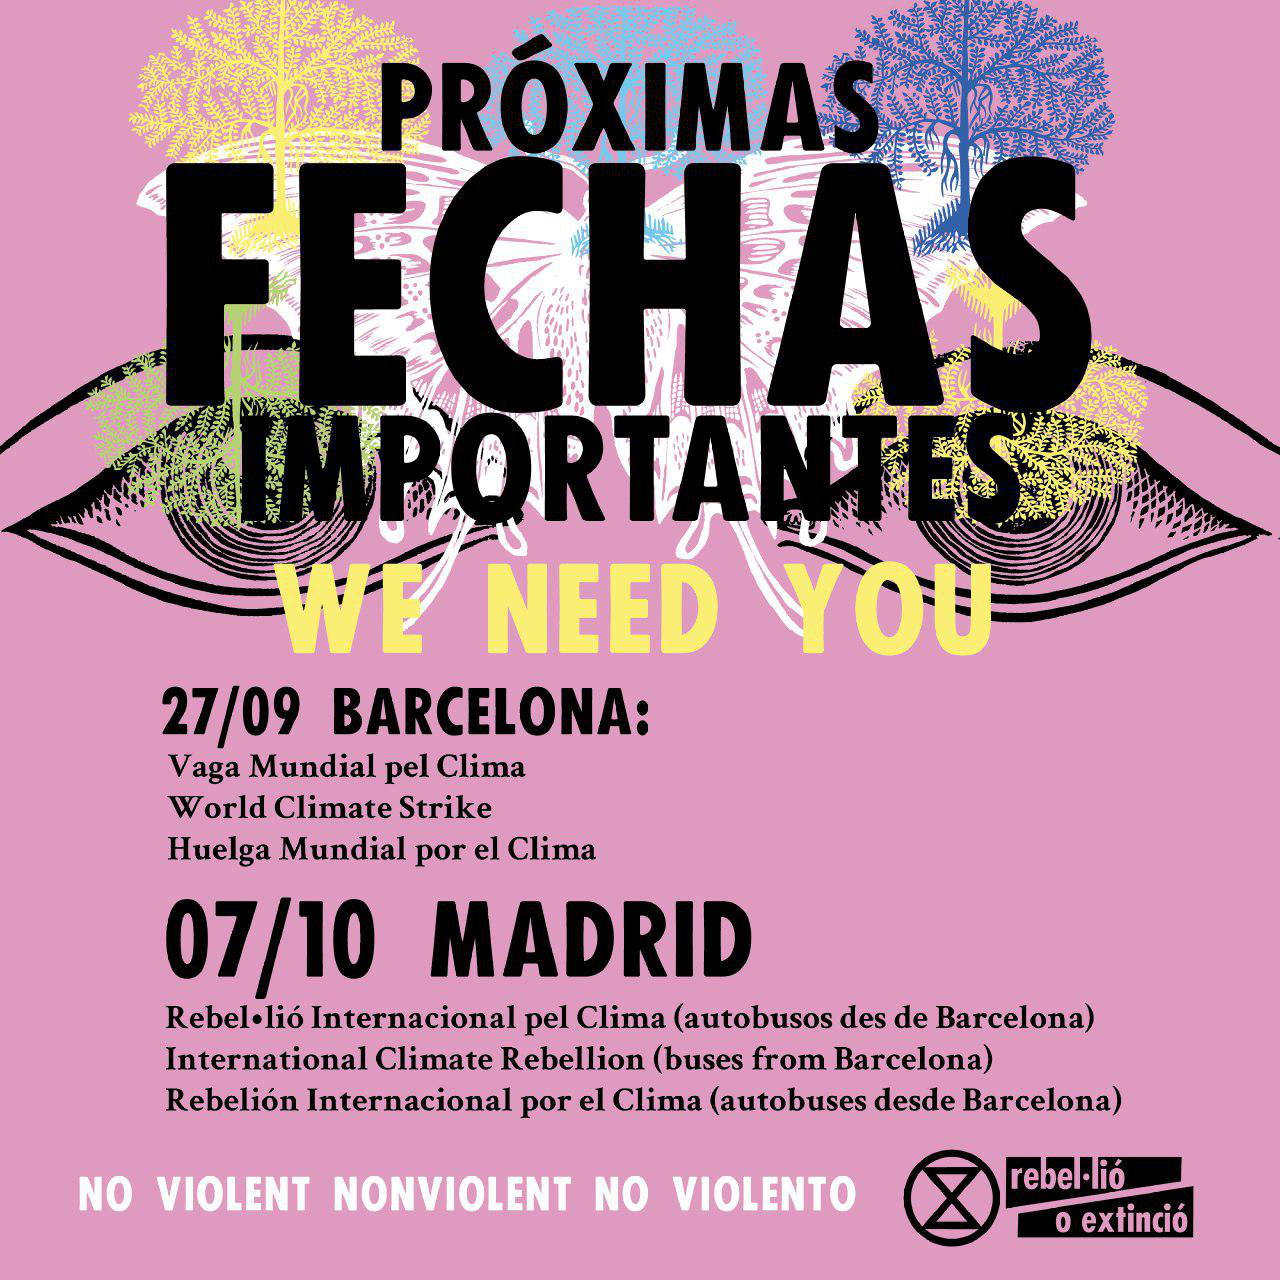 PRÓXIMAS
FECHAS
IMPORTANTES
WE NEED YOU
27/09 BARCELONA:
Vaga Mundial pel Clima
World Climate Strike
Huelga Mundial por el Clima
07/10 MADRID
Rebel•lió Internacional pel Clima (autobusos des de Barcelona)
International Climate Rebellion (buses from Barcelona)
Rebelión Internacional por el Clima (autobuses desde Barcelona)
NO VIOLENT NONVIOLENT NO VIOLENTO
rebel·lió
o extinció